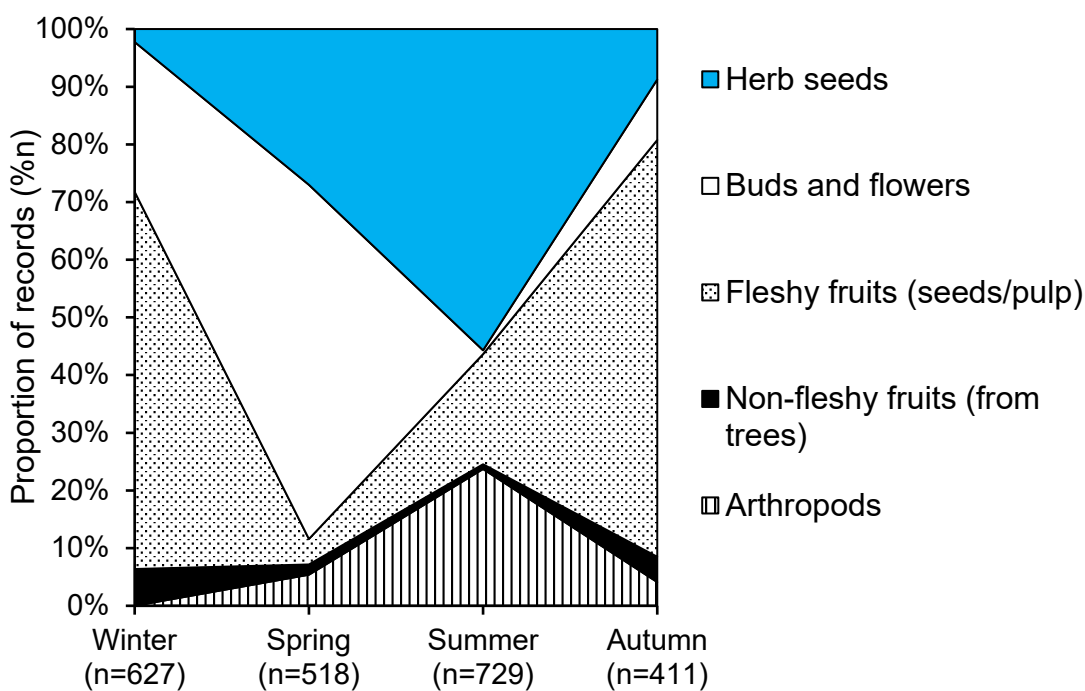 Proportion of records (%n)
100%
90%
80%
70%
60%
50%
40%
30%
20%
10%
0%
Winter
(n=627)
Spring
(n=518)
Summer
(n=729)
Autumn
(n=411)
Herb seeds
Buds and flowers
Fleshy fruits (seeds/pulp)
Non-fleshy fruits (from
trees)
Arthropods